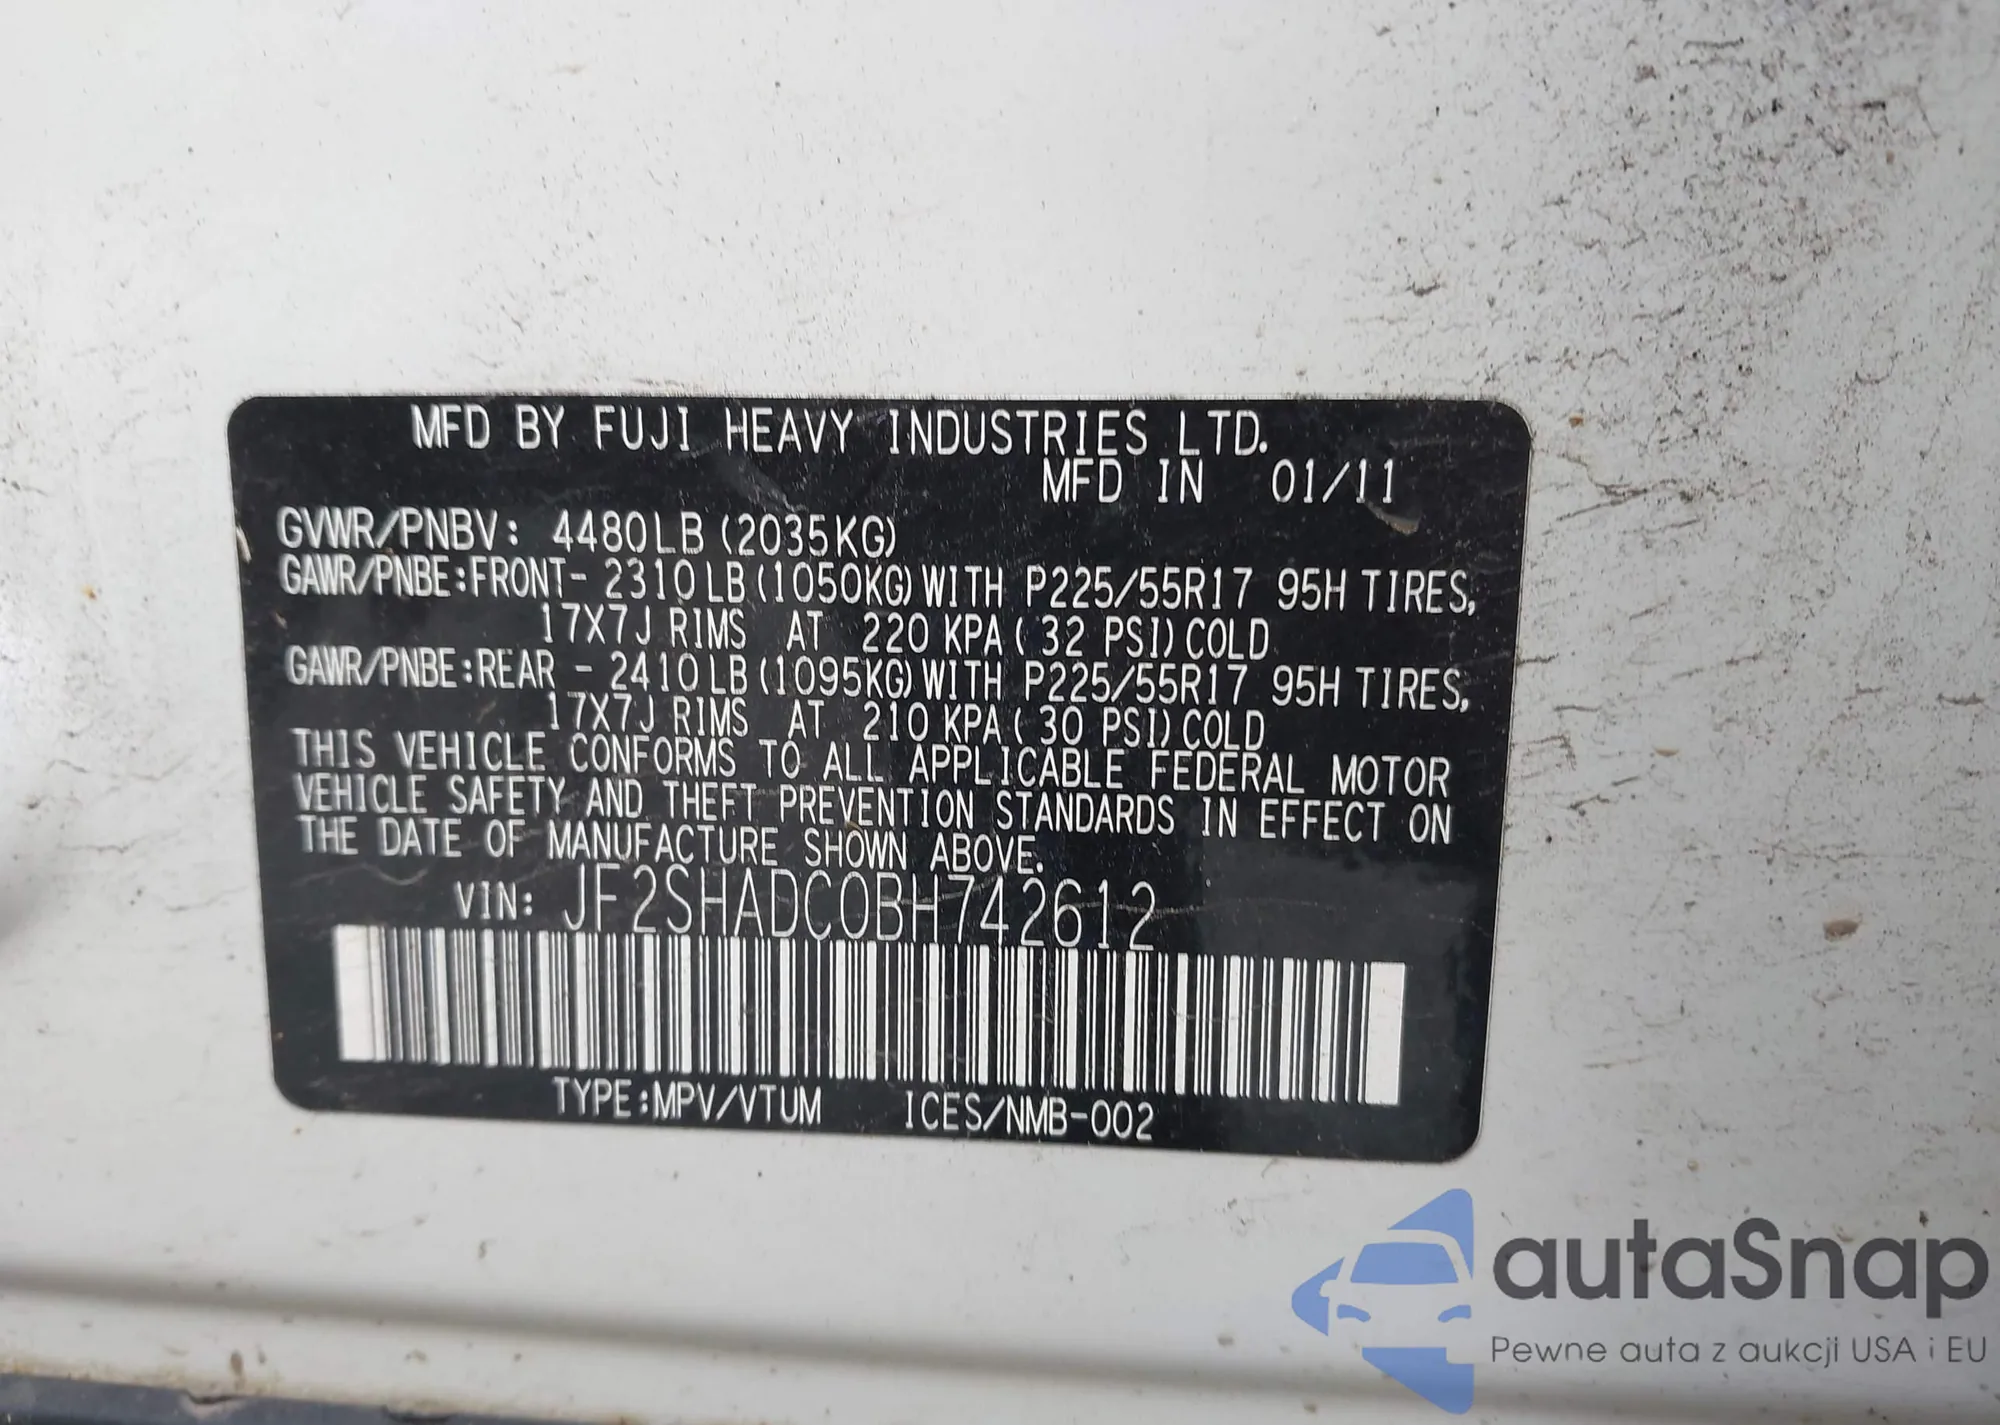 MFD BY FUJI HEAVY INDUSTRIES LTD.
MFD IN 01/11
GVWR/PNBV: 4480LB (2035KG)
GAWR/PNBE:FRONT- 2310LB (1050KG) WITH P225/55R17 95H TIRES,
17X7J RIMS AT 220 KPA ( 32 PSI) COLD
GAWR/PNBE:REAR - 2410LB (1095KG) WITH P225/55R17 95H TIRES,
17X7J RIMS AT 210 KPA ( 30 PSI) COLD
THIS VEHICLE CONFORMS TO ALL APPLICABLE FEDERAL MOTOR
VEHICLE SAFETY AND THEFT PREVENTION STANDARDS IN EFFECT ON
THE DATE OF MANUFACTURE SHOWN ABOVE.
VIN: JF2SHADC0BH742612
TYPE:MPV/VTUM ICES/NMB-002
autaSnap
Pewne auta z aukcji USA i EU